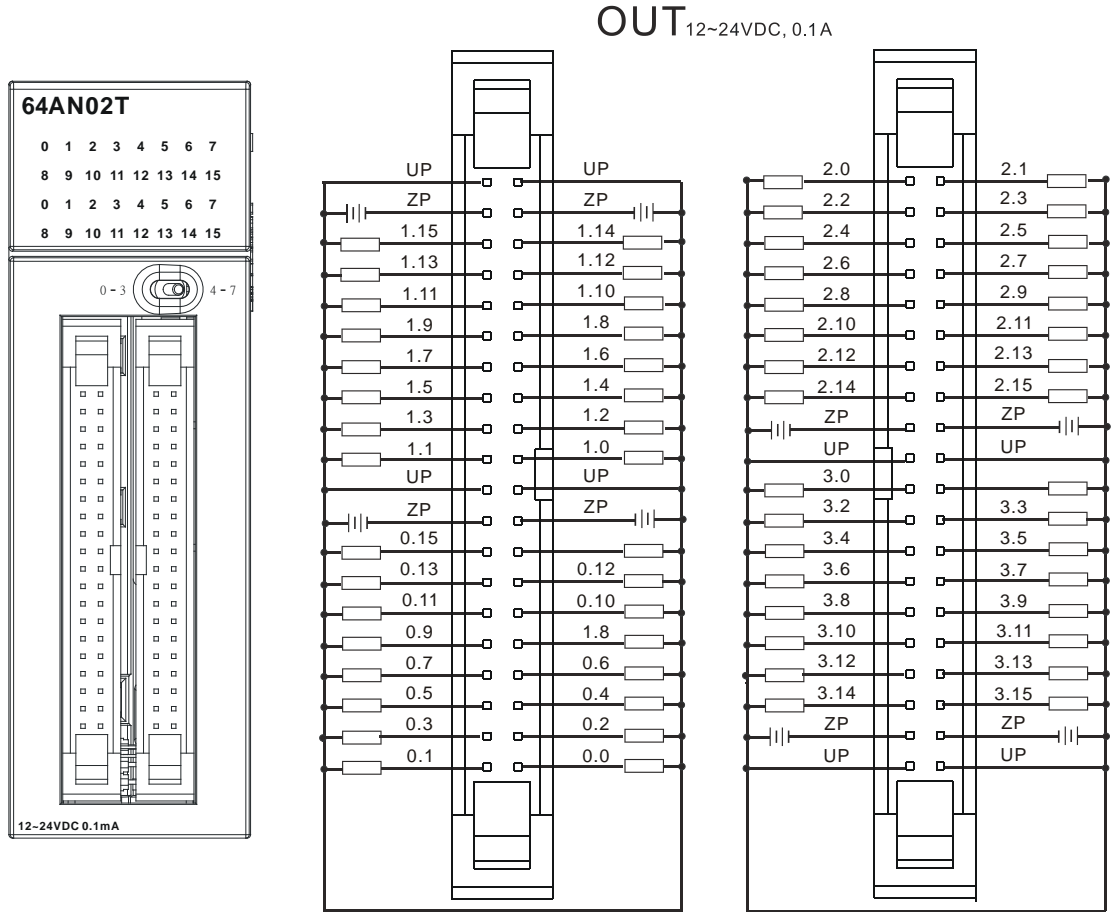 OUT 12~24VDC, 0.1A
64AN02T
0 1 2 3 4 5 6 7
8 9 10 11 12 13 14 15
0 1 2 3 4 5 6 7
8 9 10 11 12 13 14 15
0-3 4-7
12~24VDC 0.1mA
UP UP
ZP ZP
1.15 1.14
1.13 1.12
1.11 1.10
1.9 1.8
1.7 1.6
1.5 1.4
1.3 1.2
1.1 1.0
UP UP
ZP ZP
0.15
0.13 0.12
0.11 0.10
0.9 1.8
0.7 0.6
0.5 0.4
0.3 0.2
0.1 0.0
2.0 2.1
2.2 2.3
2.4 2.5
2.6 2.7
2.8 2.9
2.10 2.11
2.12 2.13
2.14 2.15
ZP ZP
UP UP
3.0
3.2 3.3
3.4 3.5
3.6 3.7
3.8 3.9
3.10 3.11
3.12 3.13
3.14 3.15
ZP ZP
UP UP